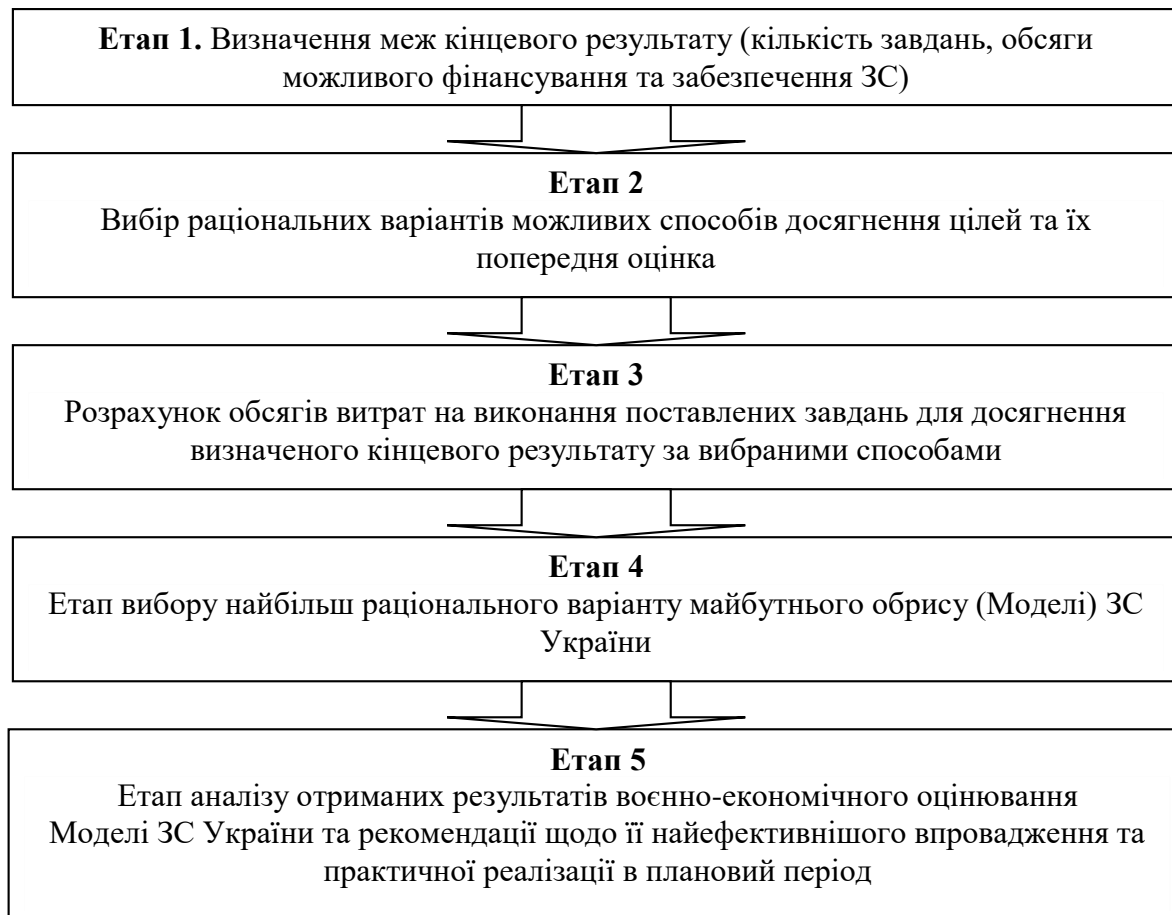 Етап 1. Визначення меж кінцевого результату (кількість завдань, обсяги
можливого фінансування та забезпечення ЗС)
Етап 2
Вибір раціональних варіантів можливих способів досягнення цілей та їх
попередня оцінка
Етап 3
Розрахунок обсягів витрат на виконання поставлених завдань для досягнення
визначеного кінцевого результату за вибраними способами
Етап 4
Етап вибору найбільш раціонального варіанту майбутнього обрису (Моделі) ЗС
України
Етап 5
Етап аналізу отриманих результатів воєнно-економічного оцінювання
Моделі ЗС України та рекомендації щодо її найефективнішого впровадження та
практичної реалізації в плановий період